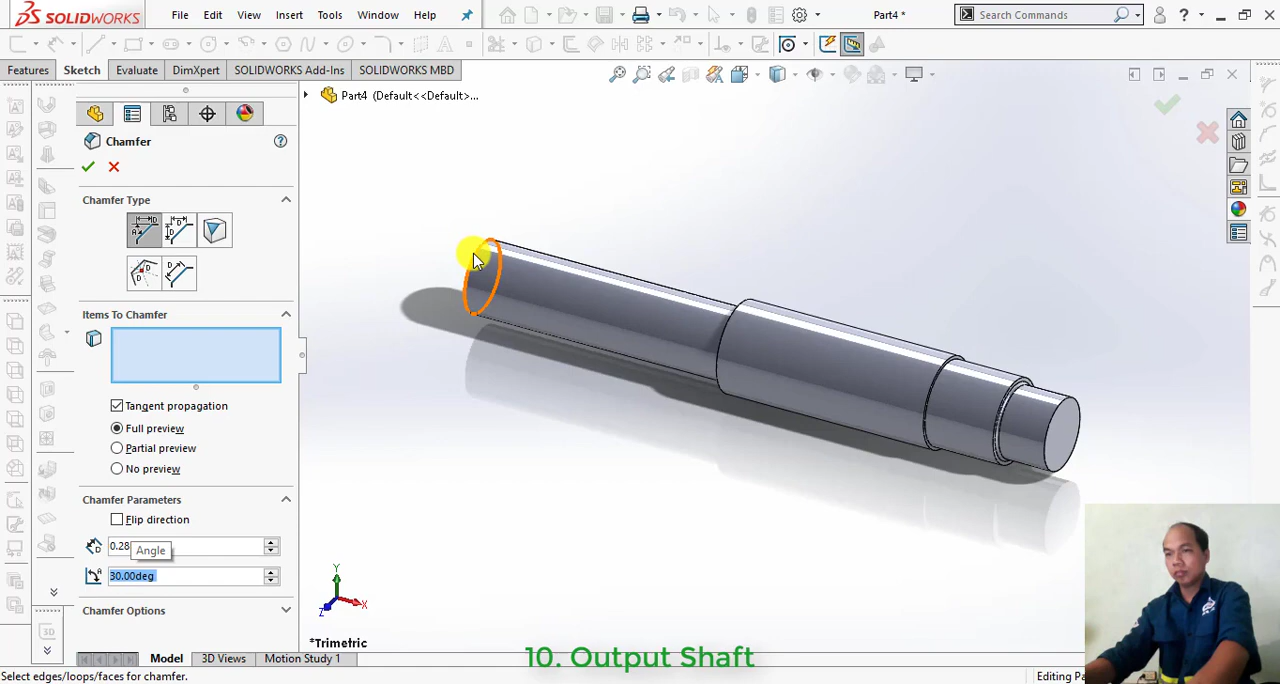 SOLIDWORKS
File Edit View Insert Tools Window Help
Part4 *
Search Commands
?
Features Sketch Evaluate DimXpert SOLIDWORKS Add-Ins SOLIDWORKS MBD
Part4 (Default<<Default>...
Chamfer
Chamfer Type
Items To Chamfer
Tangent propagation
Full preview
Partial preview
No preview
Chamfer Parameters
Flip direction
0.28
Angle
30.00deg
Chamfer Options
Y
X
Z
*Trimetric
10. Output Shaft
Model 3D Views Motion Study 1
Select edges/loops/faces for chamfer.
Editing Pa